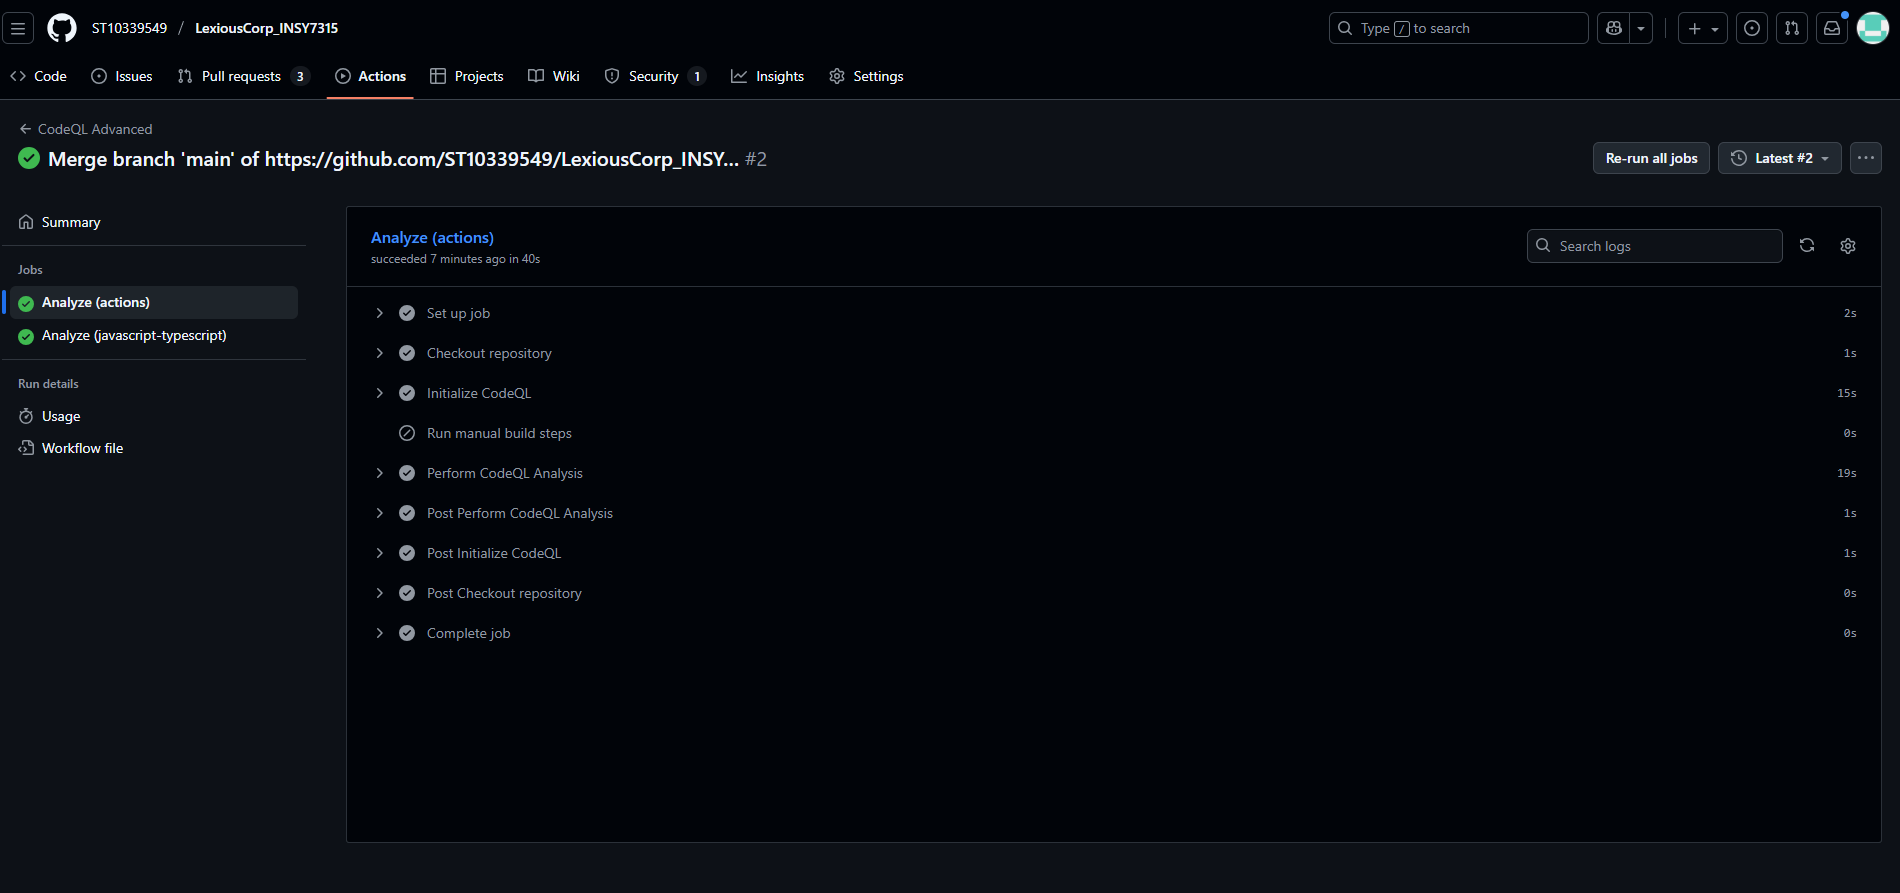 ST10339549 / LexiousCorp_INSY7315
Type / to search
Code
Issues
Pull requests 3
Actions
Projects
Wiki
Security 1
Insights
Settings
CodeQL Advanced
Merge branch 'main' of https://github.com/ST10339549/LexiousCorp_INSY... #2
Re-run all jobs
Latest #2
Summary
Jobs
Analyze (actions)
Analyze (javascript-typescript)
Run details
Usage
Workflow file
Analyze (actions)
succeeded 7 minutes ago in 40s
Search logs
Set up job 2s
Checkout repository 1s
Initialize CodeQL 15s
Run manual build steps 0s
Perform CodeQL Analysis 19s
Post Perform CodeQL Analysis 1s
Post Initialize CodeQL 1s
Post Checkout repository 0s
Complete job 0s